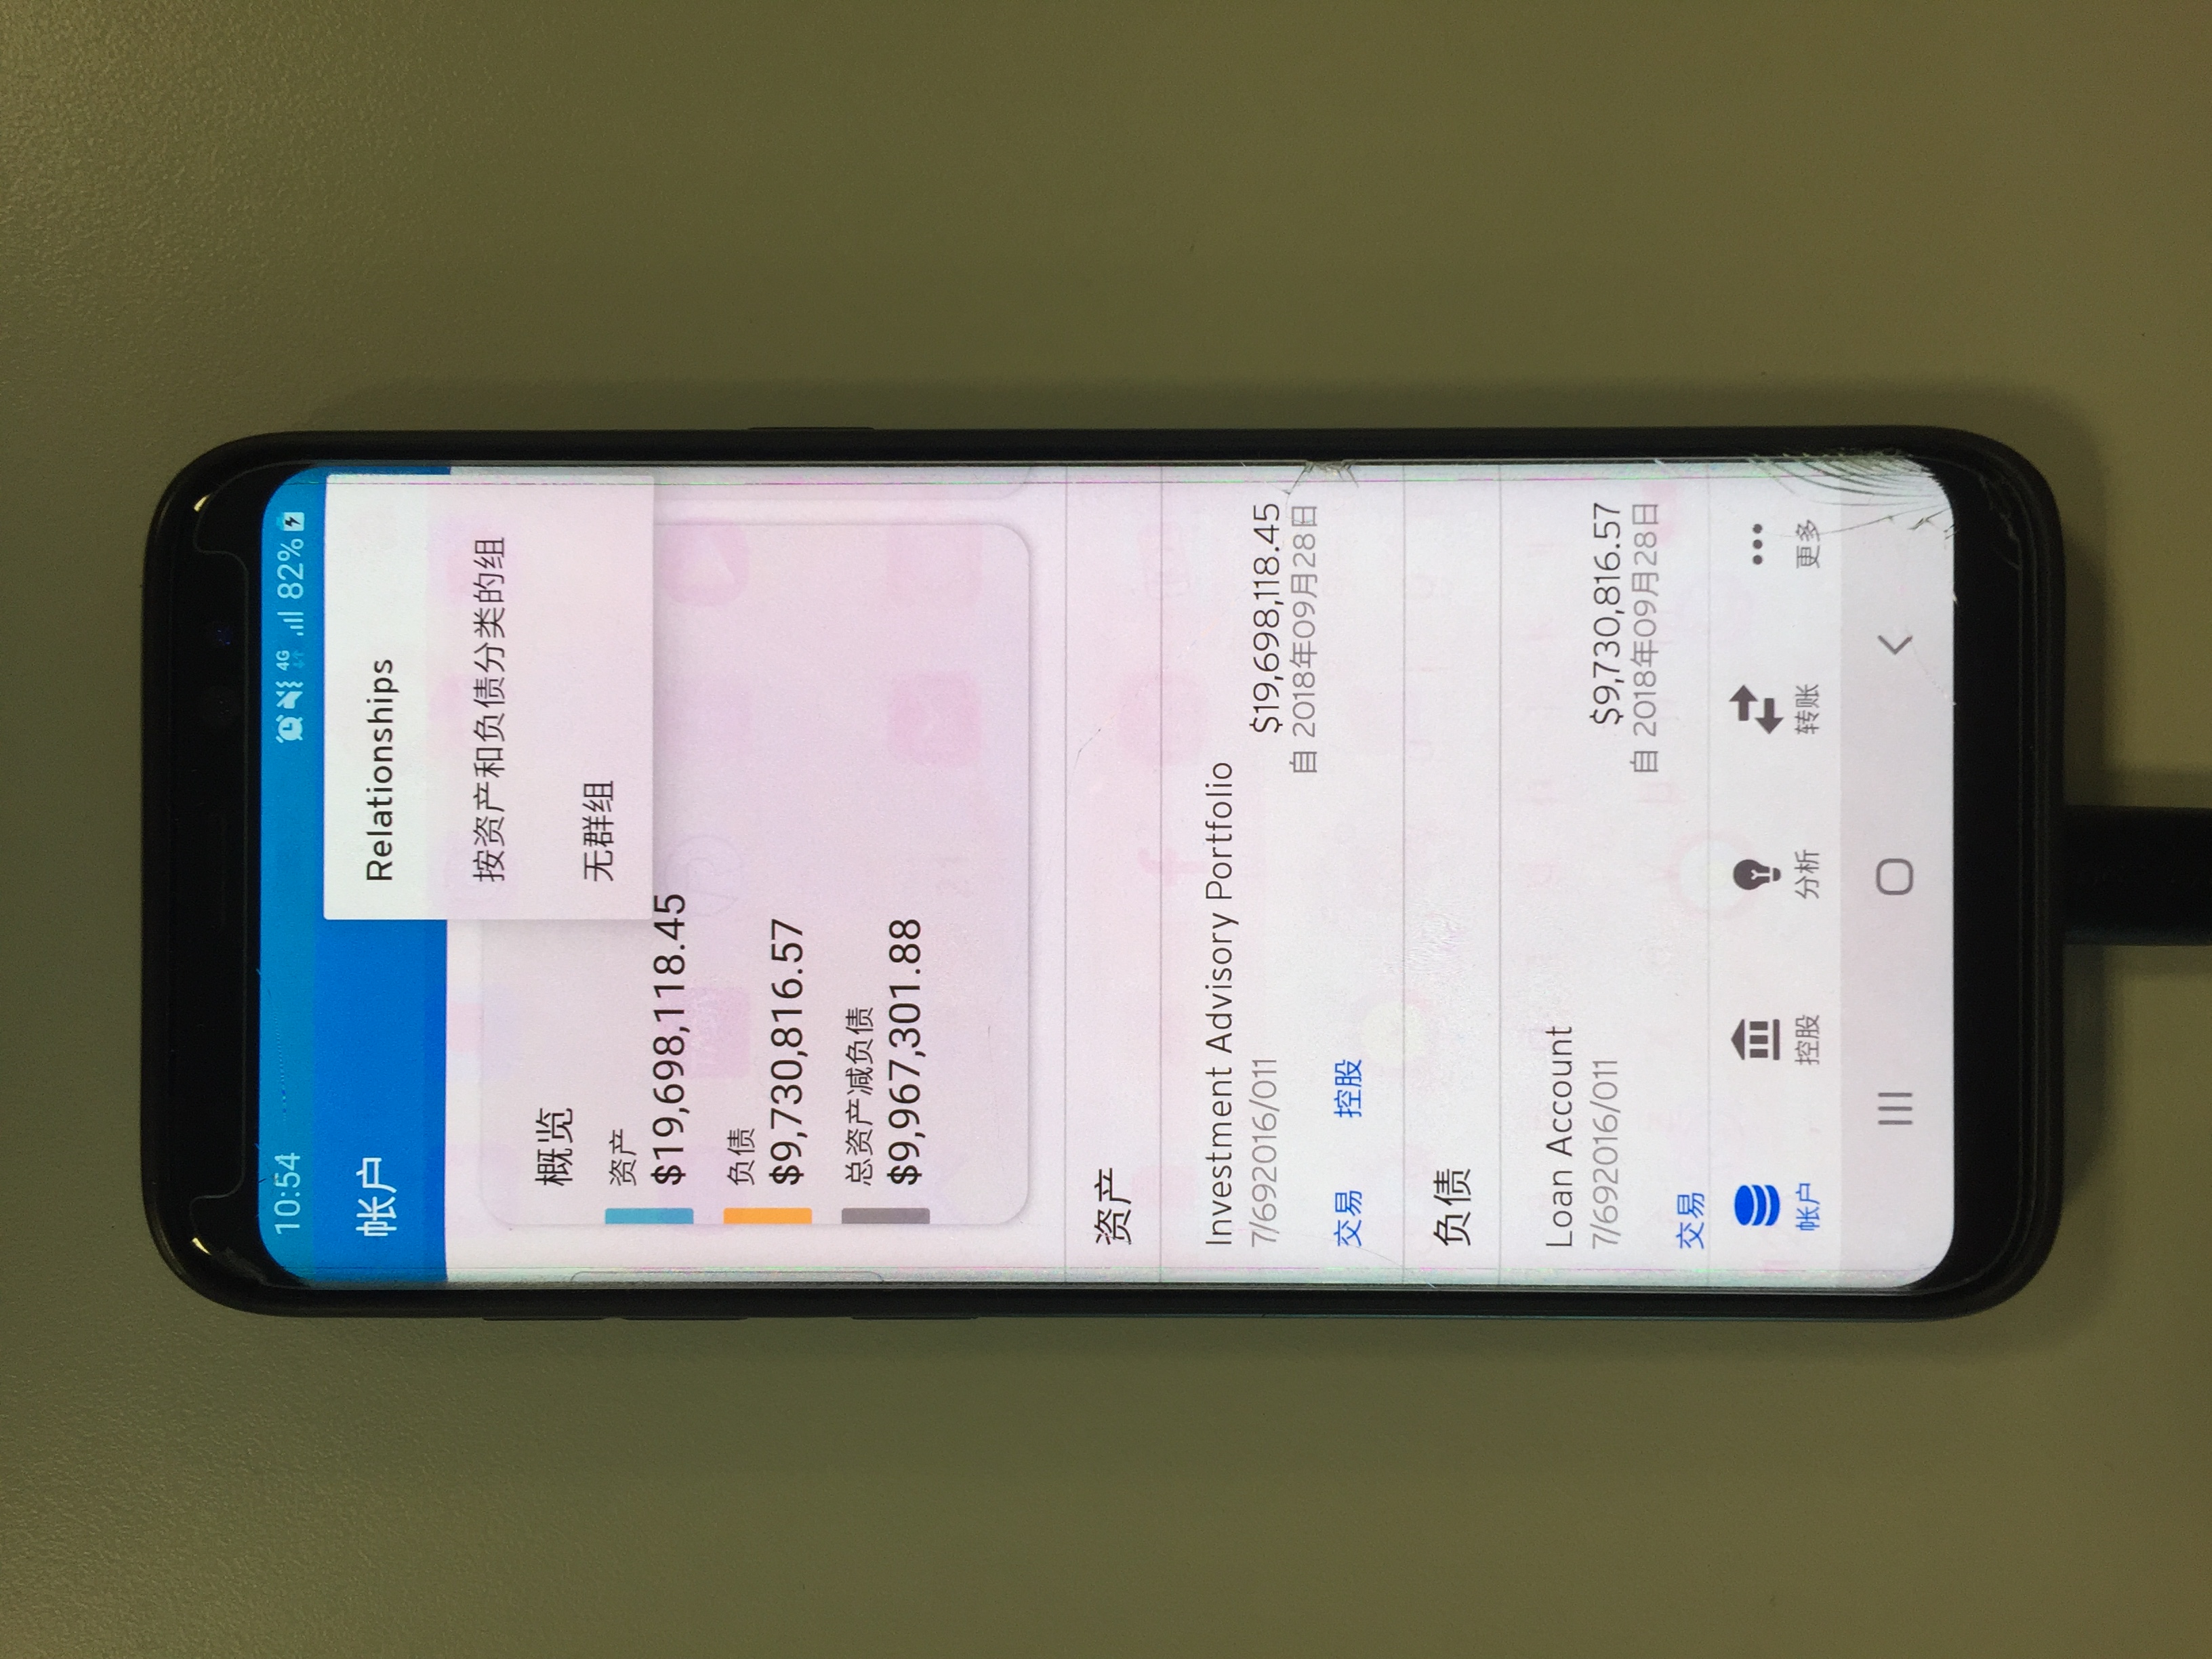 10:54
4G 82%
帐户
Relationships
按资产和负债分类的组
无群组
概览
资产
$19,698,118.45
负债
$9,730,816.57
总资产减负债
$9,967,301.88
资产
Investment Advisory Portfolio
7/692016/011
$19,698,118.45
自 2018年09月28日
交易 控股
负债
Loan Account
7/692016/011
$9,730,816.57
自 2018年09月28日
交易
帐户 控股 分析 转账 更多